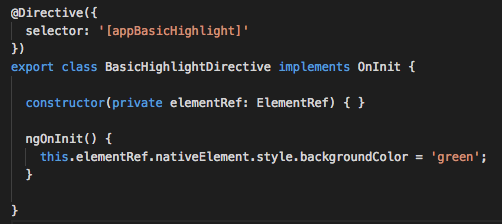 @Directive({
  selector: '[appBasicHighlight]'
})
export class BasicHighlightDirective implements OnInit {
  constructor(private elementRef: ElementRef) { }
  ngOnInit() {
    this.elementRef.nativeElement.style.backgroundColor = 'green';
  }
}